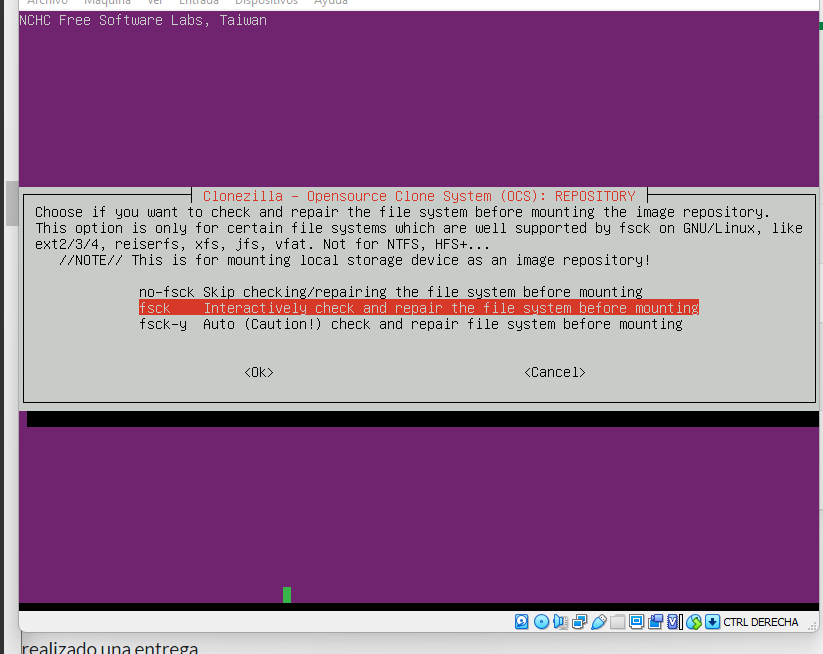 Archivo Máquina Ver Entrada Dispositivos Ayuda
NCHC Free Software Labs, Taiwan
Clonezilla - Opensource Clone System (OCS): REPOSITORY
Choose if you want to check and repair the file system before mounting the image repository.
This option is only for certain file systems which are well supported by fsck on GNU/Linux, like
ext2/3/4, reiserfs, xfs, jfs, vfat. Not for NTFS, HFS+...
//NOTE// This is for mounting local storage device as an image repository!
no-fsck Skip checking/repairing the file system before mounting
fsck Interactively check and repair the file system before mounting
fsck-y Auto (Caution!) check and repair file system before mounting
<Ok> <Cancel>
CTRL DERECHA
realizado una entrega